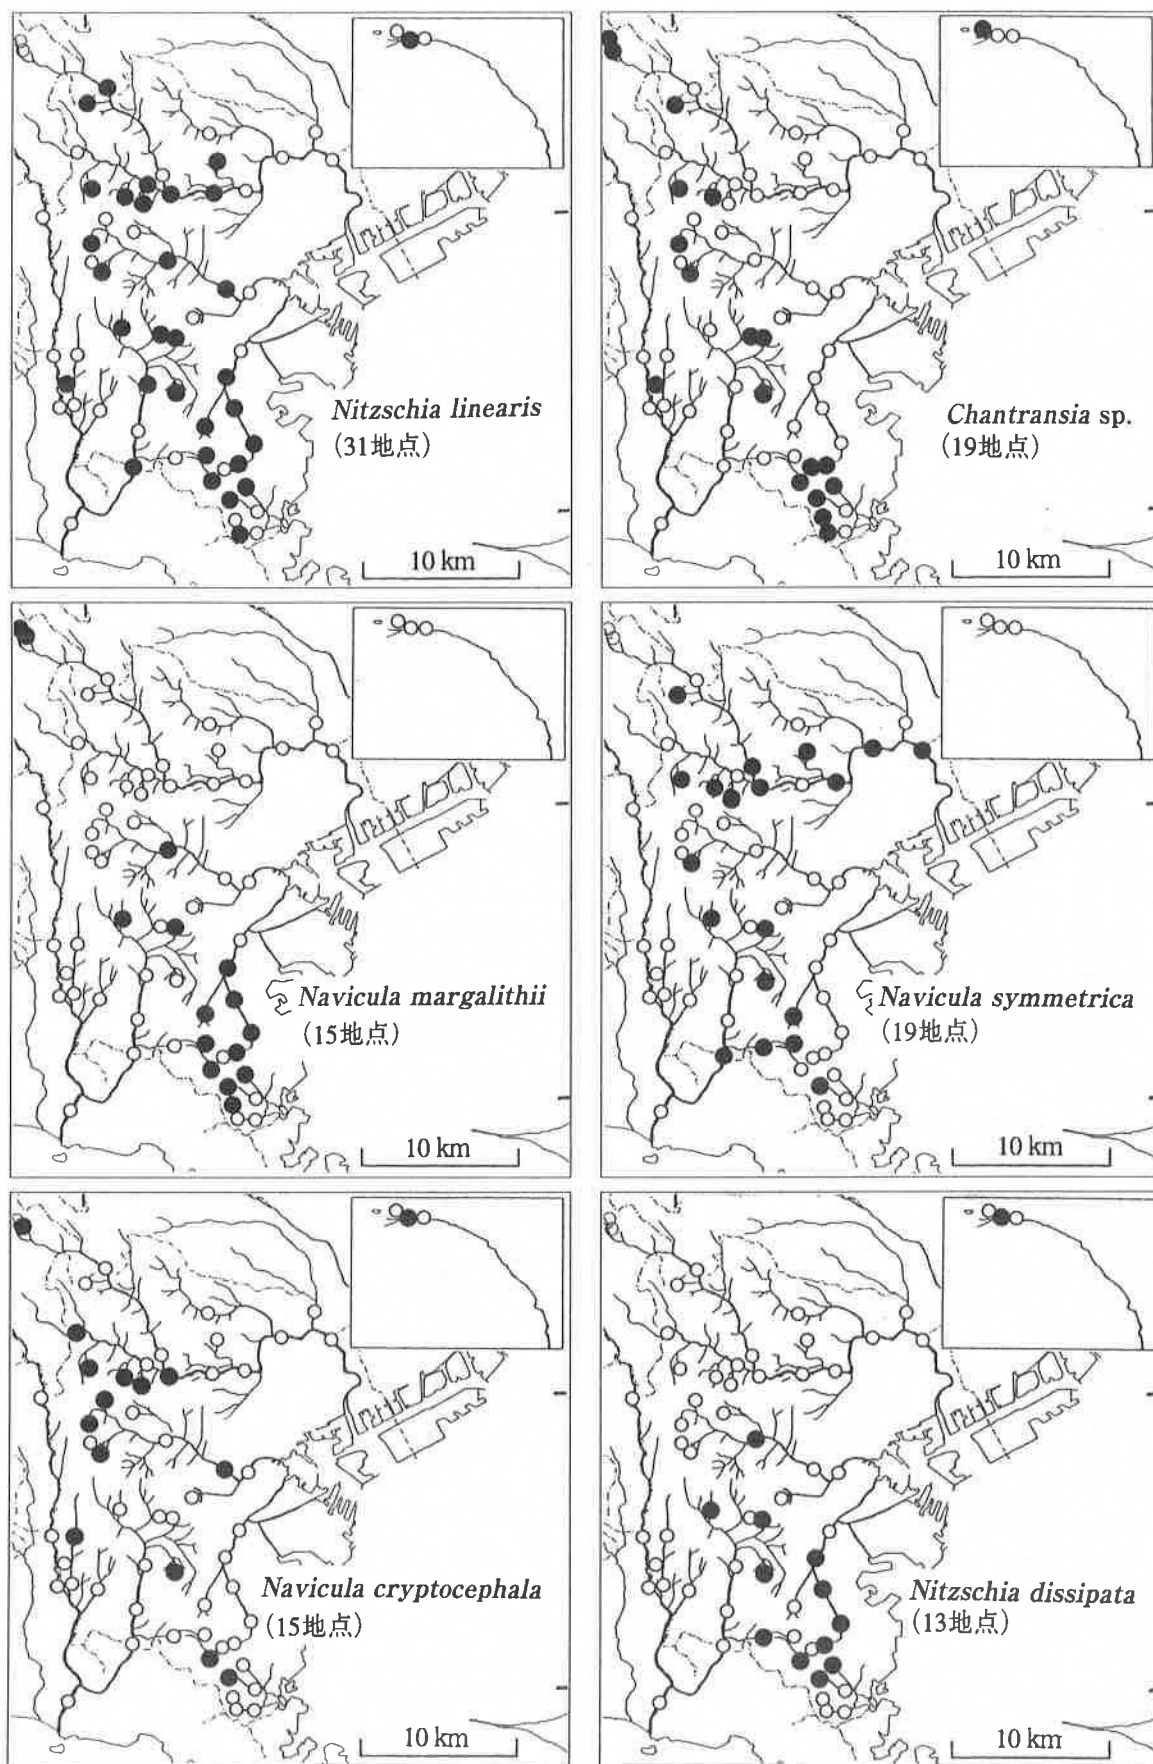 Nitzschia linearis
(31地点)
10 km
Chantransia sp.
(19地点)
10 km
Navicula margalithii
(15地点)
10 km
Navicula symmetrica
(19地点)
10 km
Navicula cryptocephala
(15地点)
10 km
Nitzschia dissipata
(13地点)
10 km